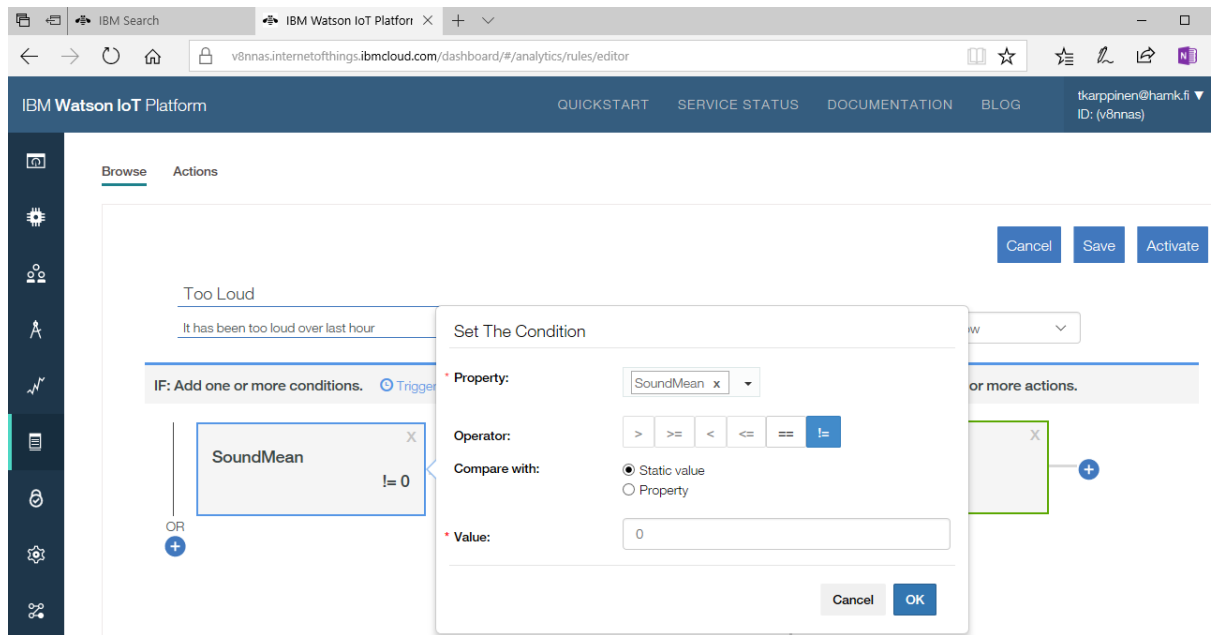 IBM Search
IBM Watson IoT Platforr
v8nnas.internetofthings.ibmcloud.com/dashboard/#/analytics/rules/editor
IBM Watson IoT Platform
QUICKSTART
SERVICE STATUS
DOCUMENTATION
BLOG
tkarppinen@hamk.fi
ID: (v8nnas)
Browse
Actions
Cancel
Save
Activate
Too Loud
It has been too loud over last hour
ow
IF: Add one or more conditions.
Trigger
or more actions.
SoundMean
X
!= 0
OR
X
Set The Condition
* Property:
SoundMean x
Operator:
> >= < <= == !=
Compare with:
Static value
Property
* Value:
0
Cancel
OK